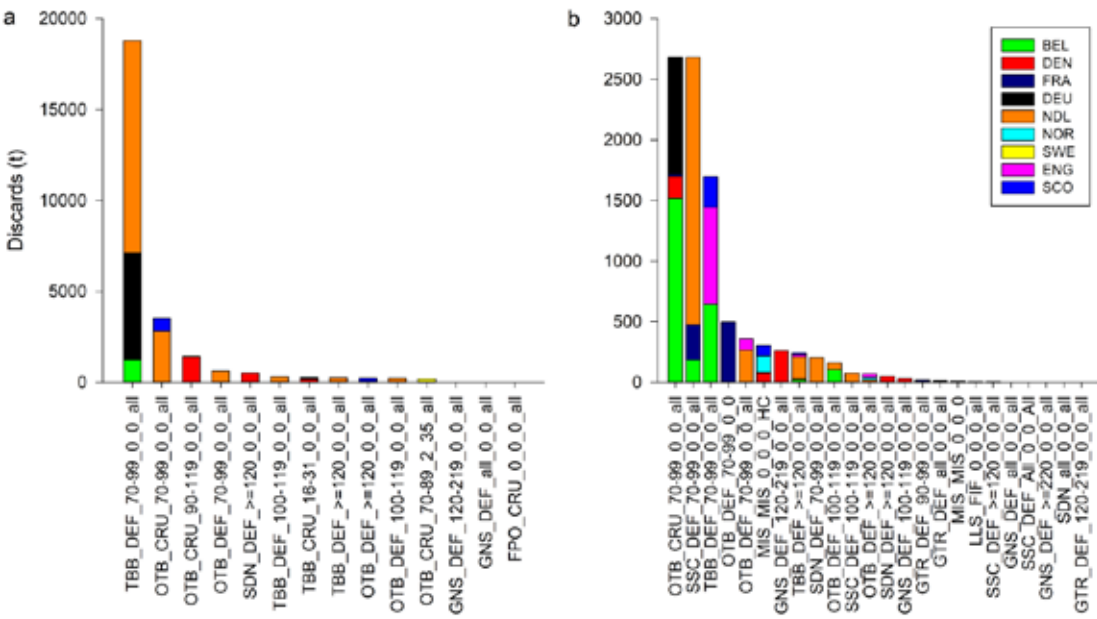 a
20000
15000
10000
5000
0
Discards (t)
TBB_DEF_70-99_0_0_all
OTB_CRU_70-99_0_0_all
OTB_CRU_90-119_0_0_all
OTB_DEF_70-99_0_0_all
SDN_DEF_>=120_0_0_all
TBB_DEF_100-119_0_0_all
TBB_CRU_16-31_0_0_all
TBB_DEF_>=120_0_0_all
OTB_DEF_>=120_0_0_all
OTB_DEF_100-119_0_0_all
OTB_CRU_70-89_2_35_all
GNS_DEF_120-219_0_0_all
GNS_DEF_all_0_0_all
FPO_CRU_0_0_0_all
b
3000
2500
2000
1500
1000
500
0
BEL
DEN
FRA
DEU
NDL
NOR
SWE
ENG
SCO
OTB_CRU_70-99_0_0_all
SSC_DEF_70-99_0_0_all
TBB_DEF_70-99_0_0_all
OTB_DEF_70-99_0_0
OTB_DEF_70-99_0_0_all
MIS_MIS_0_0_0_HC
GNS_DEF_120-219_0_0_all
TBB_DEF_>=120_0_0_all
SDN_DEF_70-99_0_0_all
OTB_DEF_100-119_0_0_all
SSC_DEF_100-119_0_0_all
OTB_DEF_>=120_0_0_all
SDN_DEF_>=120_0_0_all
GNS_DEF_100-119_0_0_all
GTR_DEF_90-99_0_0_all
GTR_DEF_all_0_0_all
MIS_MIS_0_0_0
LLS_FIF_0_0_0_all
SSC_DEF_>=120_0_0_all
GNS_DEF_all_0_0_all
SSC_DEF_All_0_0_All
GNS_DEF_>=220_0_0_all
SDN_all_0_0_all
GTR_DEF_120-219_0_0_all